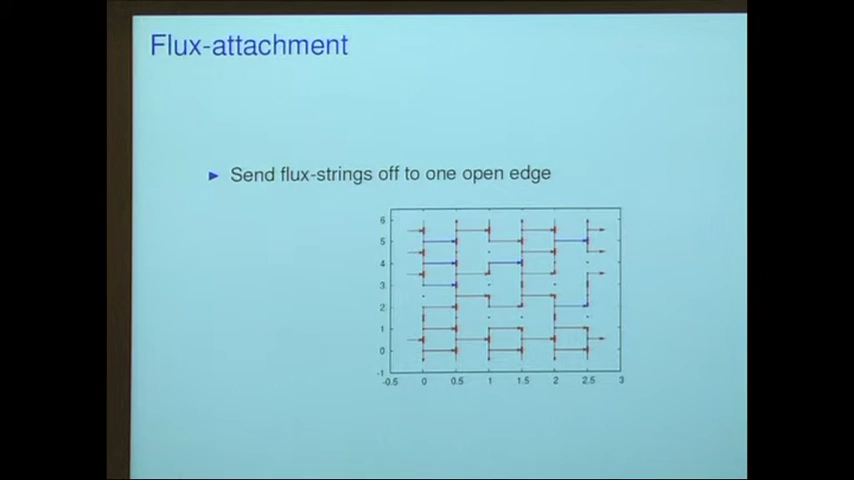 Flux-attachment
► Send flux-strings off to one open edge
6
5
4
3
2
1
0
-1
-0.5 0 0.5 1 1.5 2 2.5 3